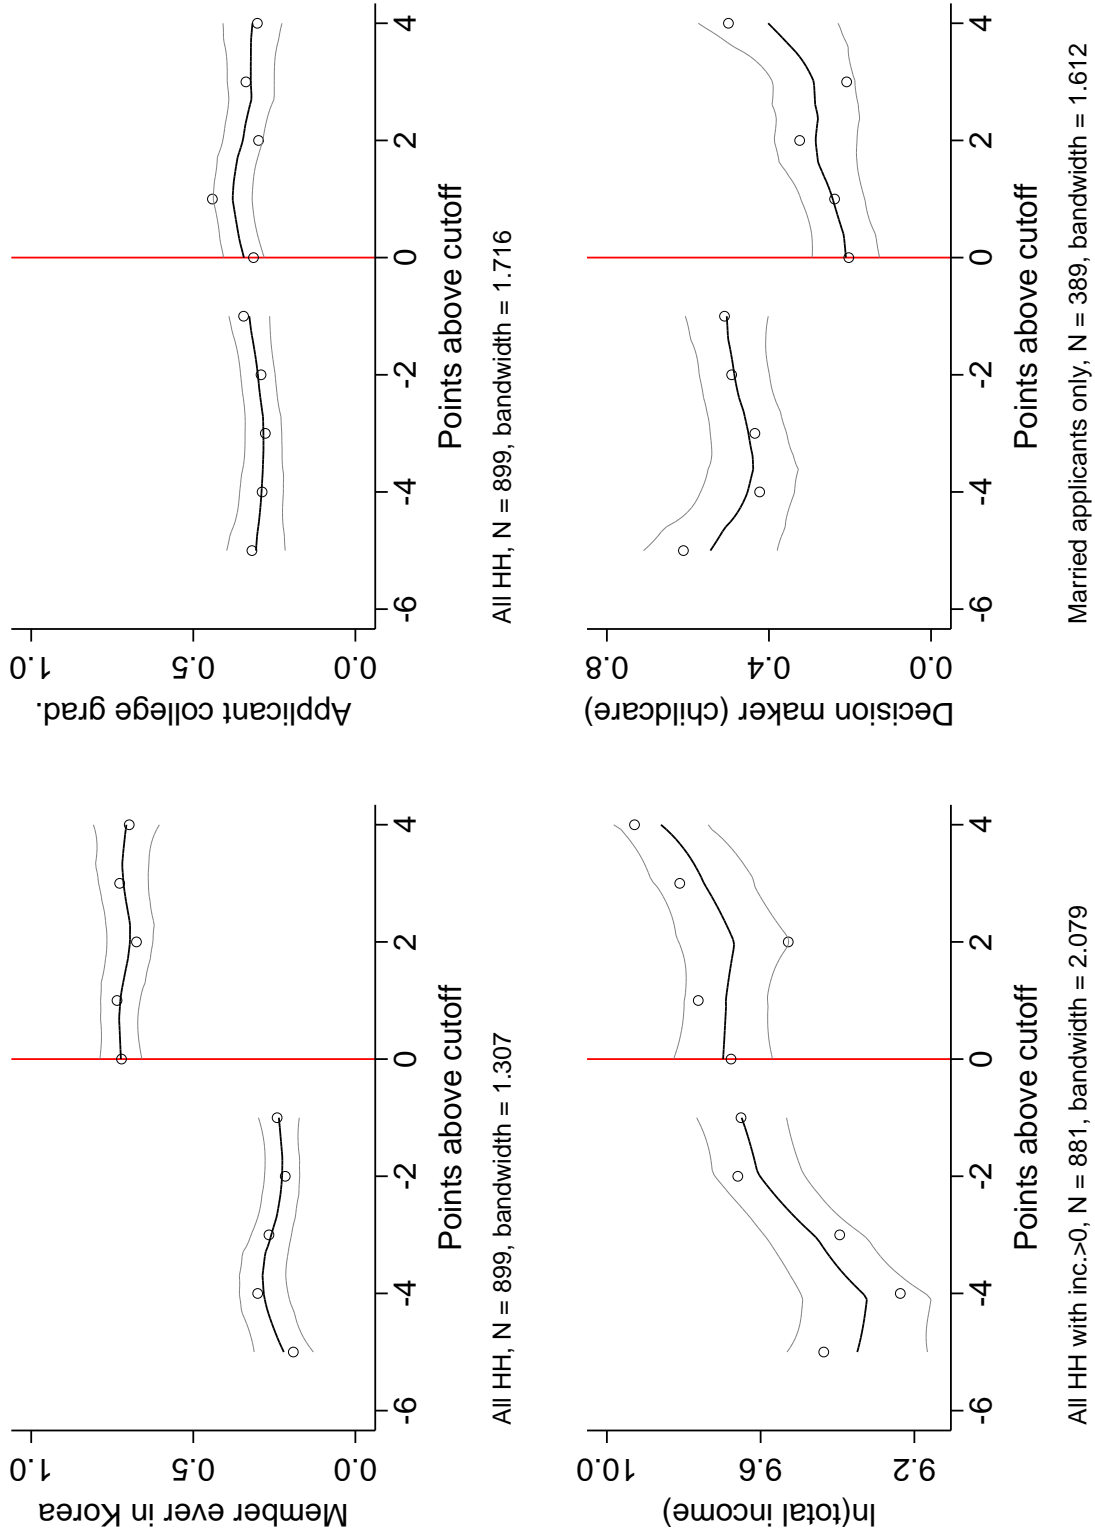 Member ever in Korea
1.0
0.5
0.0
-6 -4 -2 0 2 4
Points above cutoff
All HH, N = 899, bandwidth = 1.307
Applicant college grad.
1.0
0.5
0.0
-6 -4 -2 0 2 4
Points above cutoff
All HH, N = 899, bandwidth = 1.716
ln(total income)
10.0
9.6
9.2
-6 -4 -2 0 2 4
Points above cutoff
All HH with inc.>0, N = 881, bandwidth = 2.079
Decision maker (childcare)
0.8
0.4
0.0
-6 -4 -2 0 2 4
Points above cutoff
Married applicants only, N = 389, bandwidth = 1.612